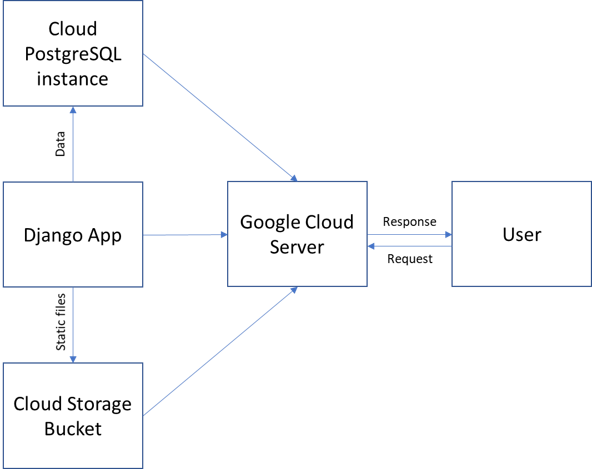 Cloud
PostgreSQL
instance
Data
Django App
Static files
Cloud Storage
Bucket
Google Cloud
Server
Response
Request
User